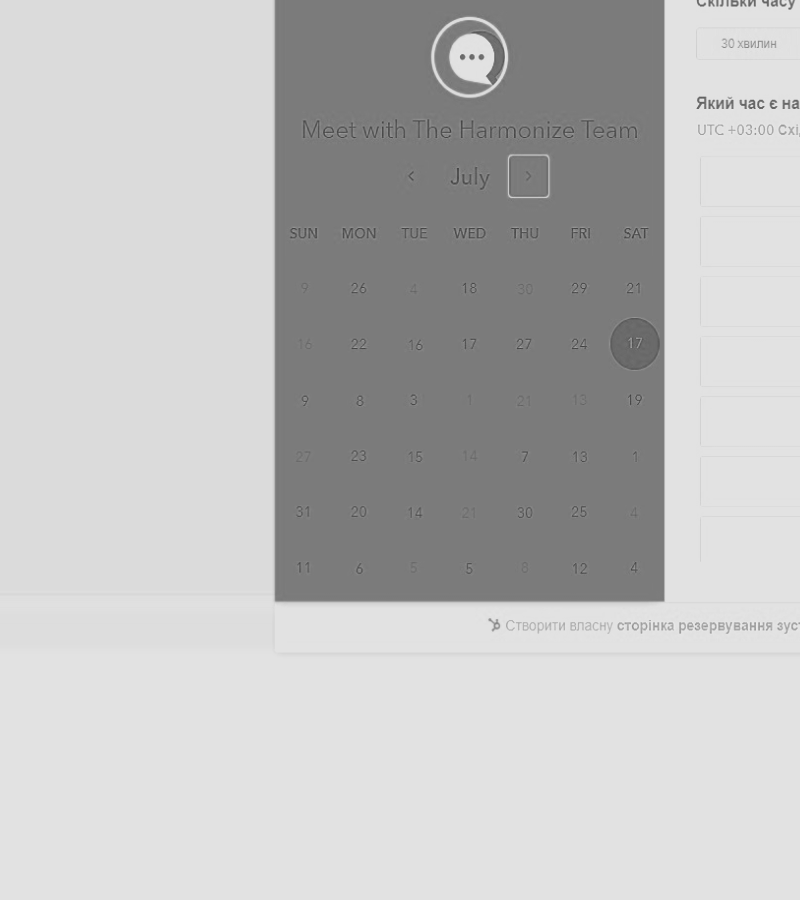 Скільки часу
30 хвилин
Який час є на
UTC +03:00 Схі
Meet with The Harmonize Team
July
SUN MON TUE WED THU FRI SAT
9 26 4 18 30 29 21
16 22 16 17 27 24 17
9 8 3 1 21 13 19
27 23 15 14 7 13 1
31 20 14 21 30 25 4
11 6 5 5 8 12 4
Створити власну сторінка резервування зуст